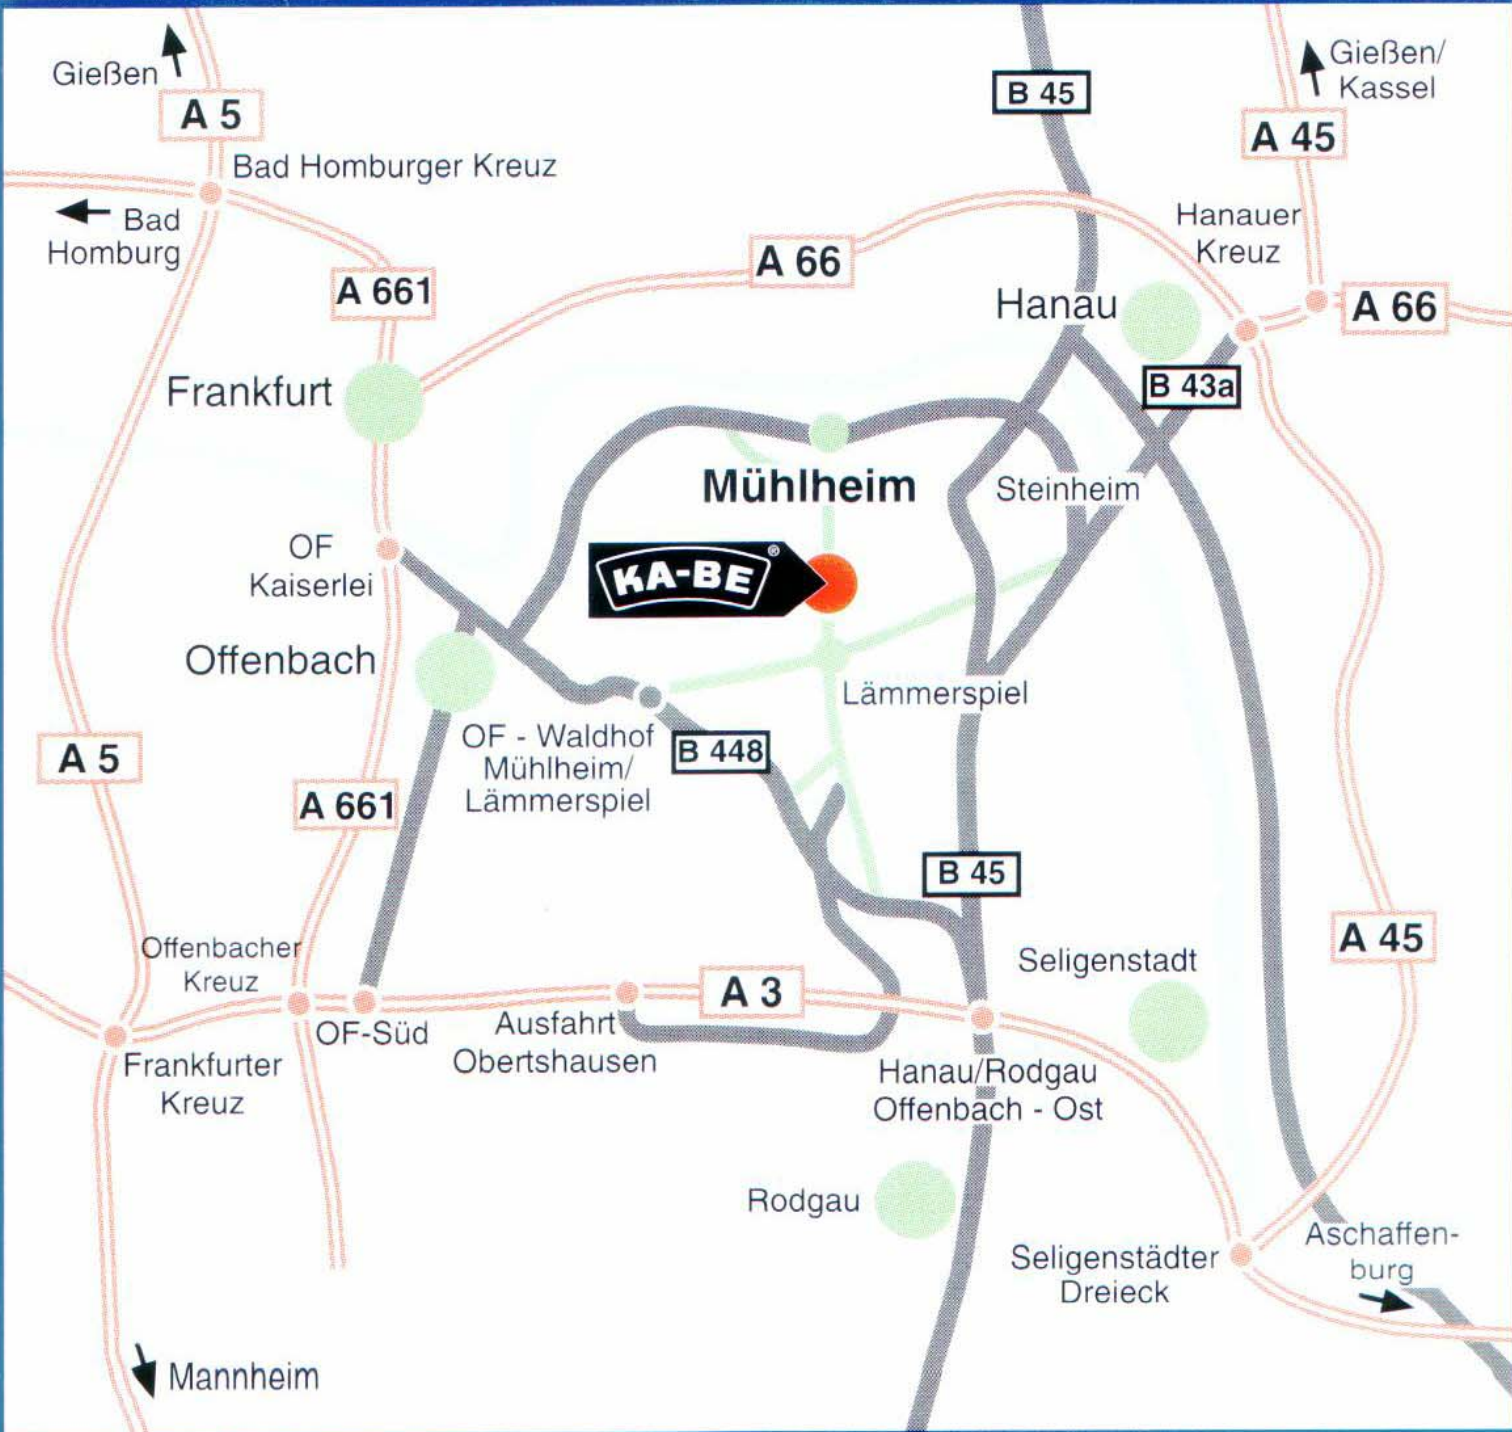 B 45
Gießen
Gießen/
Kassel
A 5
A 45
Bad Homburger Kreuz
Bad
Homburg
Hanauer
Kreuz
A 661
A 66
Hanau
A 66
Frankfurt
B 43a
Mühlheim
Steinheim
OF
Kaiserlei
KA-BE®
Offenbach
Lämmerspiel
OF - Waldhof
Mühlheim/
Lämmerspiel
B 448
A 5
A 661
B 45
A 45
Offenbacher
Kreuz
Seligenstadt
A 3
OF-Süd
Ausfahrt
Obertshausen
Frankfurter
Kreuz
Hanau/Rodgau
Offenbach - Ost
Rodgau
Seligenstädter
Dreieck
Aschaffen-
burg
Mannheim